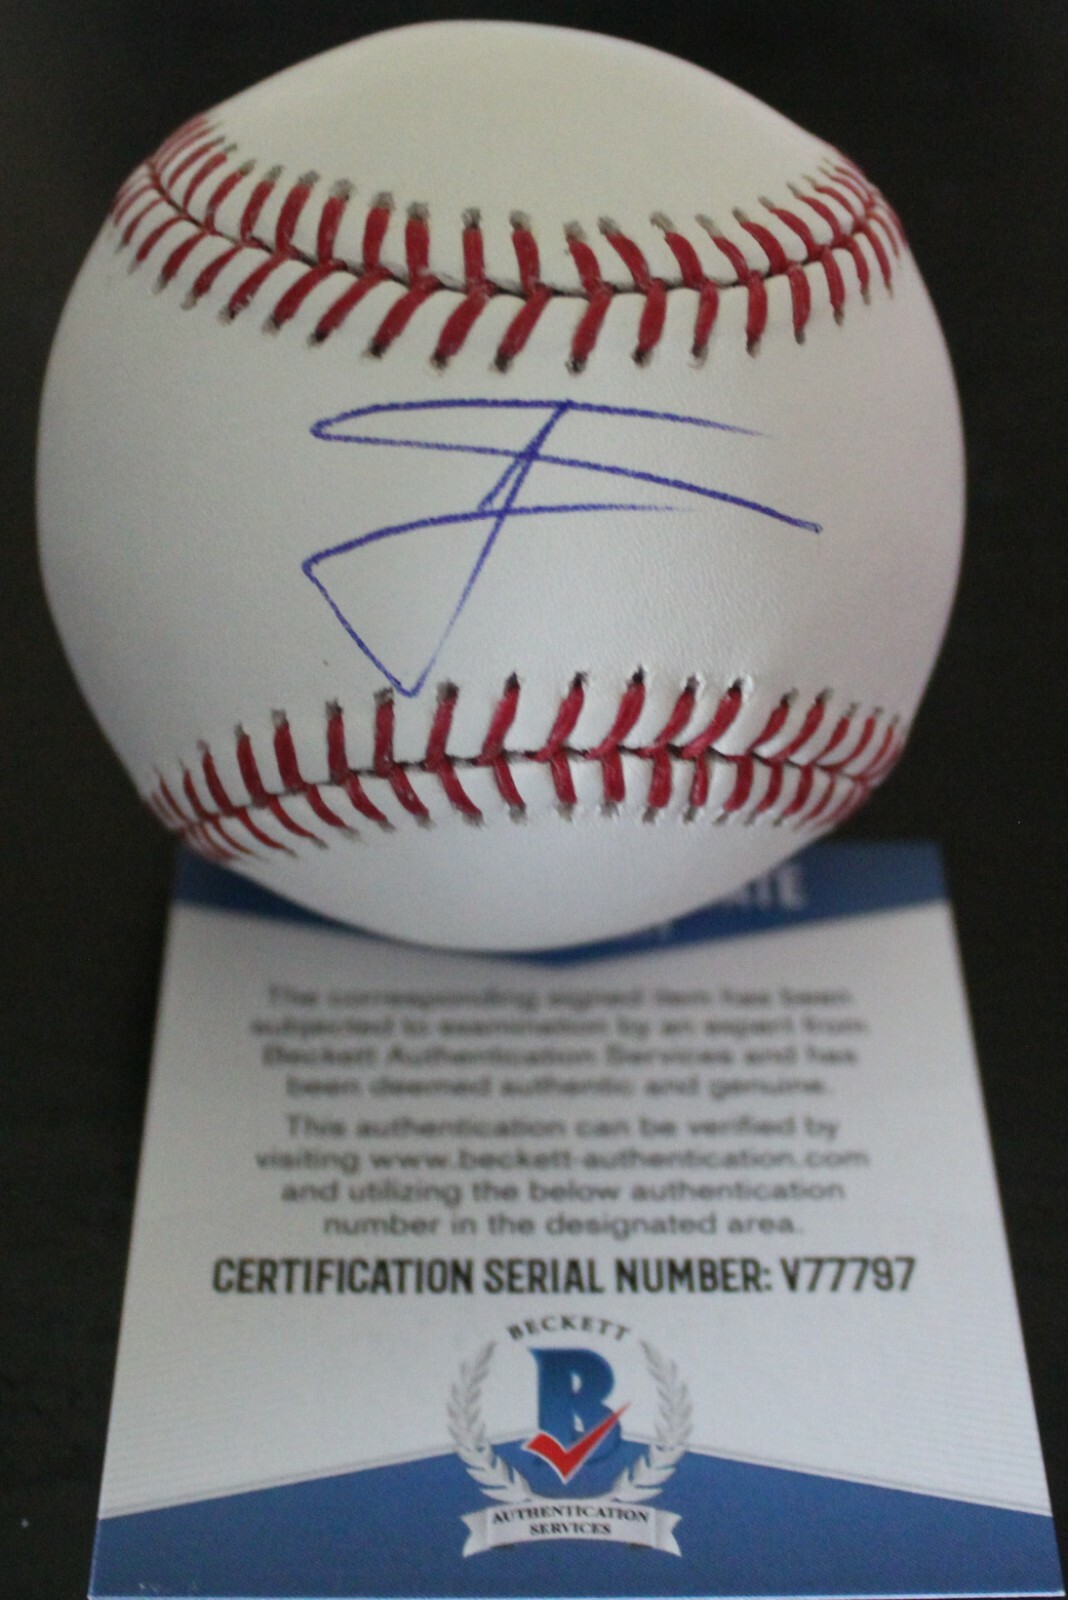 The corresponding signed item has been
subjected to examination by an expert from
Beckett Authentication Services and has
been deemed authentic and genuine.
This authentication can be verified by
visiting www.beckett-authentication.com
and utilizing the below authentication
number in the designated area.
CERTIFICATION SERIAL NUMBER: V77797
BECKETT
B
AUTHENTICATION
SERVICES